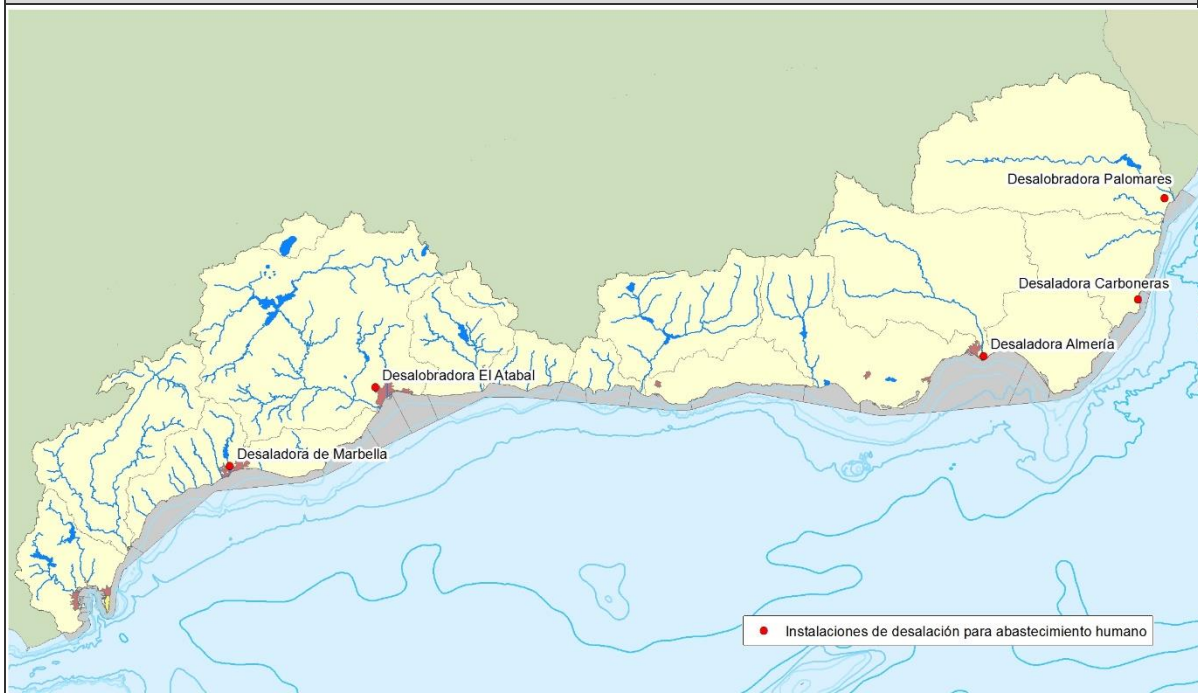 Desalobradora Palomares
Desaladora Carboneras
Desaladora Almería
Desalobradora El Atabal
Desaladora de Marbella
Instalaciones de desalación para abastecimiento humano